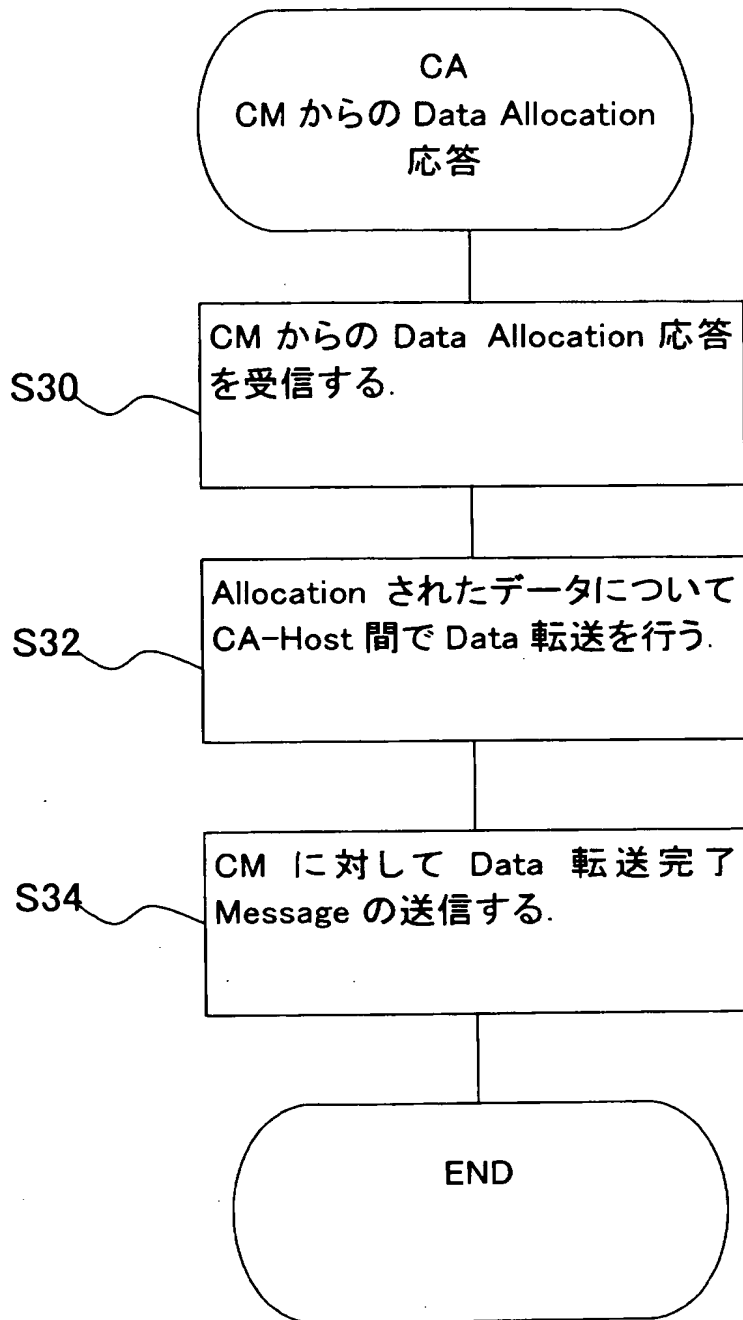 CA
CM からの Data Allocation
応答
S30
CM からの Data Allocation 応答
を受信する.
S32
Allocation されたデータについて
CA-Host 間で Data 転送を行う.
S34
CM に対して Data 転送完了
Message の送信する.
END